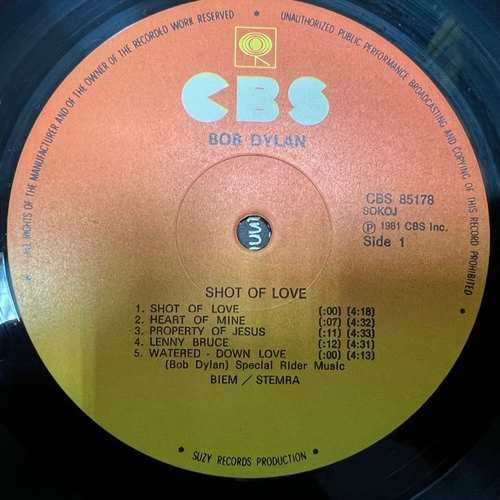 • ALL RIGHTS OF THE MANUFACTURER AND OF THE OWNER OF THE RECORDED WORK RESERVED • UNAUTHORIZED PUBLIC PERFORMANCE BROADCASTING AND COPYING OF THIS RECORD PROHIBITED •
CBS
BOB DYLAN
CBS 85178
SOKOJ
℗ 1981 CBS Inc.
Side 1
SHOT OF LOVE
1. SHOT OF LOVE (:00) (4:18)
2. HEART OF MINE (:07) (4:32)
3. PROPERTY OF JESUS (:11) (4:33)
4. LENNY BRUCE (:12) (4:31)
5. WATERED - DOWN LOVE (:00) (4:13)
(Bob Dylan) Special Rider Music
BIEM / STEMRA
• SUZY RECORDS PRODUCTION •